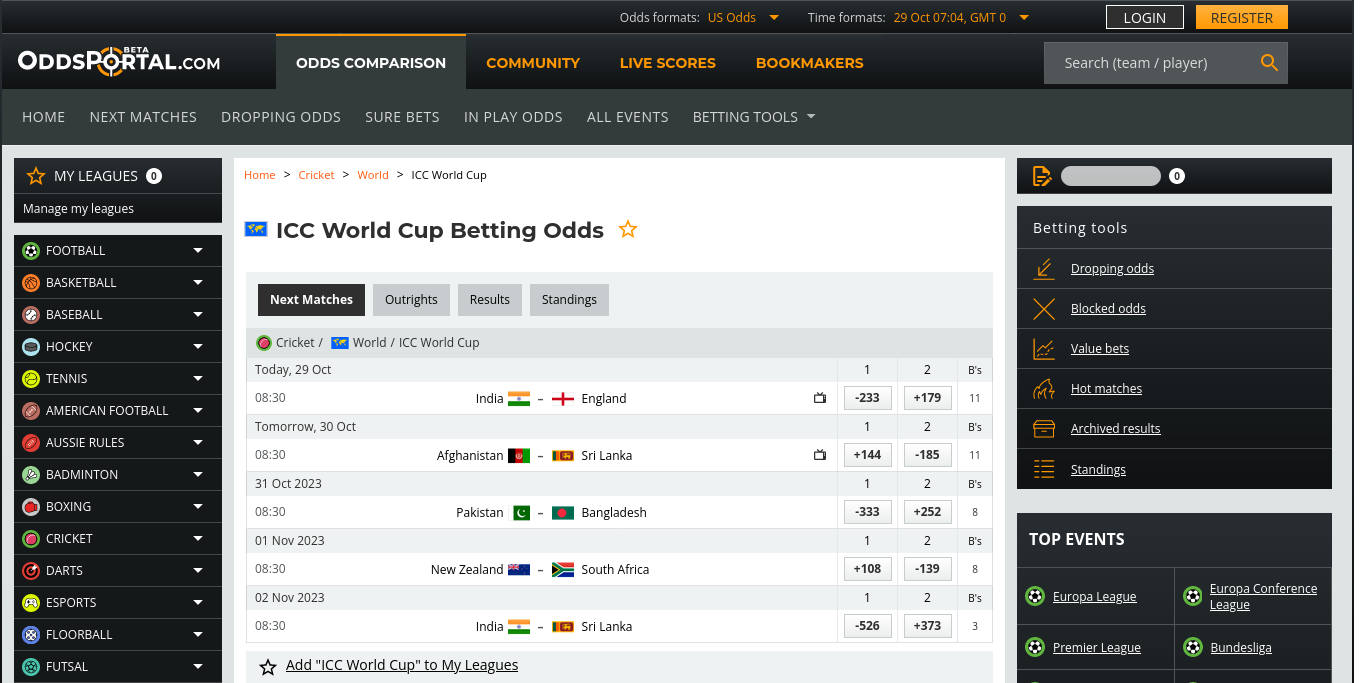 Odds formats: US Odds
Time formats: 29 Oct 07:04, GMT 0
LOGIN
REGISTER
ODDSPORTAL.COM
BETA
ODDS COMPARISON
COMMUNITY
LIVE SCORES
BOOKMAKERS
Search (team / player)
HOME
NEXT MATCHES
DROPPING ODDS
SURE BETS
IN PLAY ODDS
ALL EVENTS
BETTING TOOLS
MY LEAGUES 0
Manage my leagues
FOOTBALL
BASKETBALL
BASEBALL
HOCKEY
TENNIS
AMERICAN FOOTBALL
AUSSIE RULES
BADMINTON
BOXING
CRICKET
DARTS
ESPORTS
FLOORBALL
FUTSAL
Home > Cricket > World > ICC World Cup
ICC World Cup Betting Odds
Next Matches
Outrights
Results
Standings
Cricket / World / ICC World Cup
Today, 29 Oct 1 2 B's
08:30 India – England -233 +179 11
Tomorrow, 30 Oct 1 2 B's
08:30 Afghanistan – Sri Lanka +144 -185 11
31 Oct 2023 1 2 B's
08:30 Pakistan – Bangladesh -333 +252 8
01 Nov 2023 1 2 B's
08:30 New Zealand – South Africa +108 -139 8
02 Nov 2023 1 2 B's
08:30 India – Sri Lanka -526 +373 3
Add "ICC World Cup" to My Leagues
0
Betting tools
Dropping odds
Blocked odds
Value bets
Hot matches
Archived results
Standings
TOP EVENTS
Europa League
Europa Conference
League
Premier League
Bundesliga